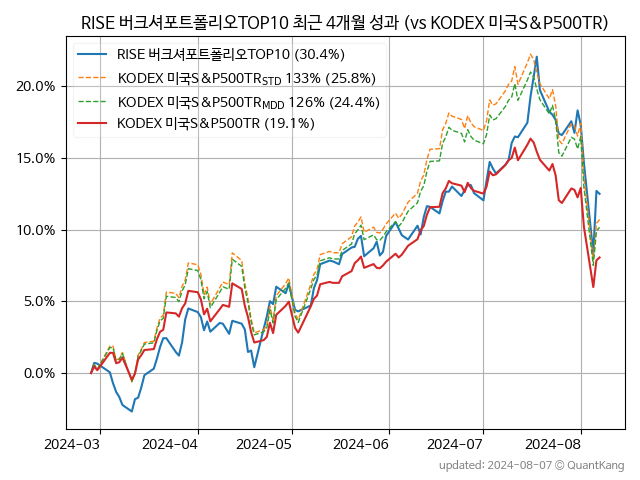 RISE 버크셔포트폴리오TOP10 최근 4개월 성과 (vs KODEX 미국S&P500TR)
RISE 버크셔포트폴리오TOP10 (30.4%)
KODEX 미국S&P500TR_STD 133% (25.8%)
KODEX 미국S&P500TR_MDD 126% (24.4%)
KODEX 미국S&P500TR (19.1%)
20.0%
15.0%
10.0%
5.0%
0.0%
2024-03 2024-04 2024-05 2024-06 2024-07 2024-08
updated: 2024-08-07 © QuantKang